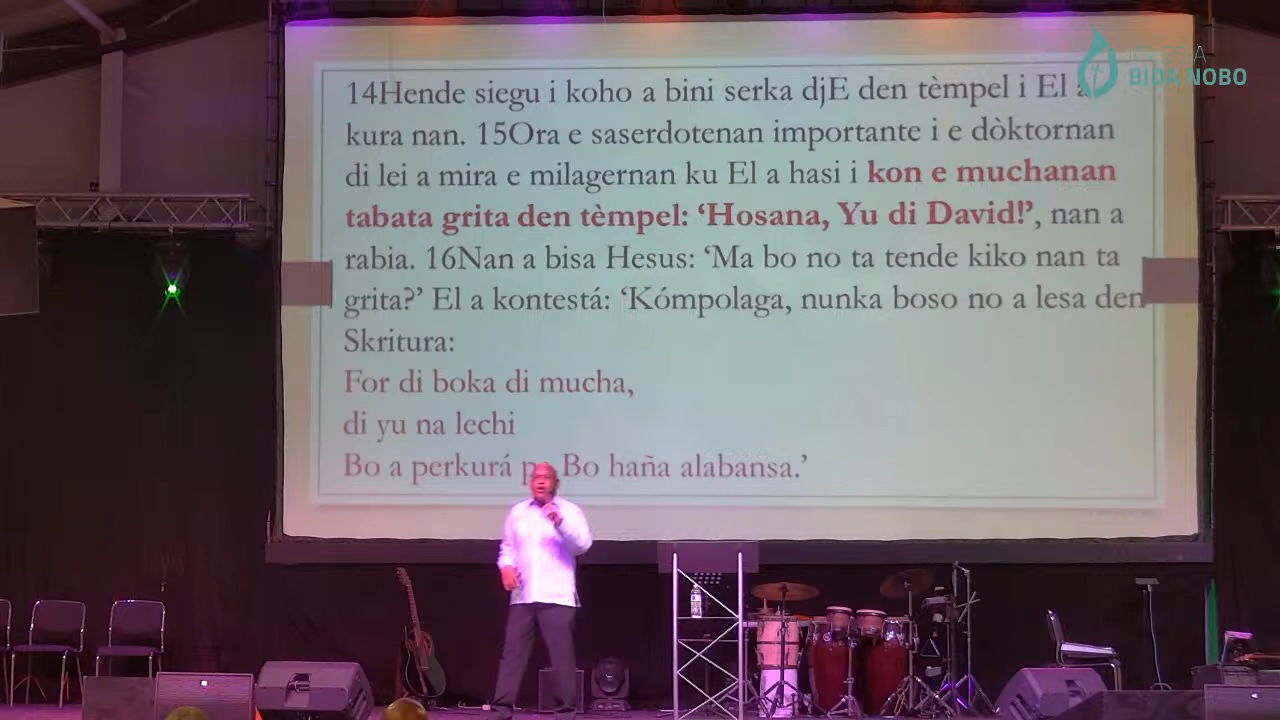 14Hende siegu i koho a bini serka djE den tèmpel i El a
kura nan. 15Ora e saserdotenan importante i e dòktornan
di lei a mira e milagernan ku El a hasi i kon e muchanan
tabata grita den tèmpel: ‘Hosana, Yu di David!’, nan a
rabia. 16Nan a bisa Hesus: ‘Ma bo no ta tende kiko nan ta
grita?’ El a kontestá: ‘Kómpolaga, nunka boso no a lesa den
Skritura:
For di boka di mucha,
di yu na lechi
Bo a perkurá Bo haña alabansa.’
IGLESIA
BIDA NOBO